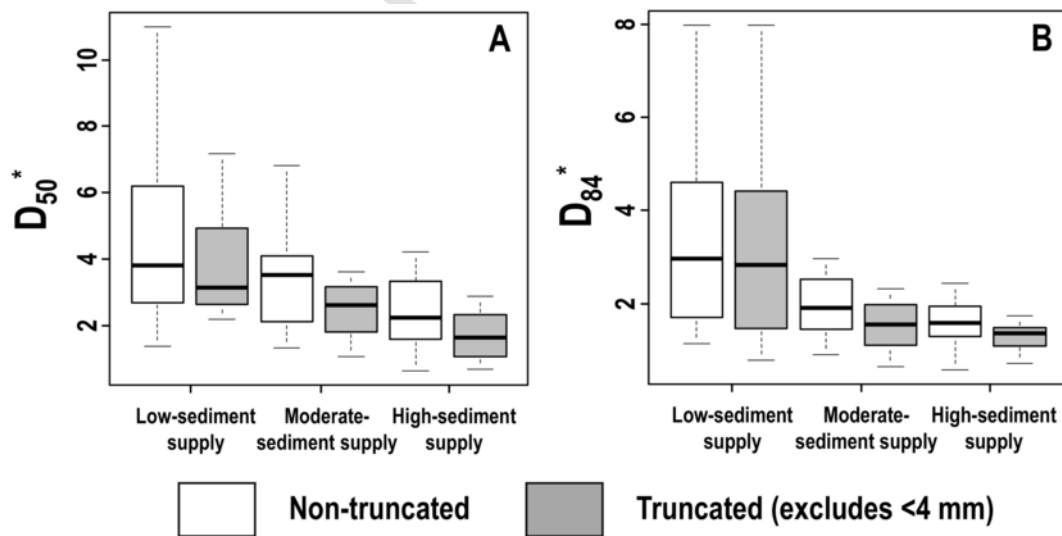 A
D50*
10
8
6
4
2
Low-sediment
supply
Moderate-
sediment supply
High-sediment
supply
B
D84*
8
6
4
2
Low-sediment
supply
Moderate-
sediment supply
High-sediment
supply
Non-truncated
Truncated (excludes <4 mm)